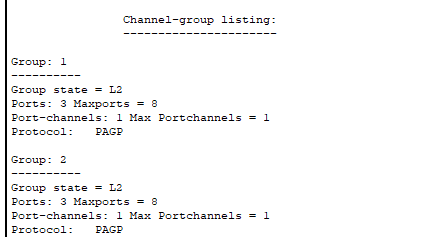 Channel-group listing:
----------------------
Group: 1
----------
Group state = L2
Ports: 3 Maxports = 8
Port-channels: 1 Max Portchannels = 1
Protocol:   PAGP
Group: 2
----------
Group state = L2
Ports: 3 Maxports = 8
Port-channels: 1 Max Portchannels = 1
Protocol:   PAGP